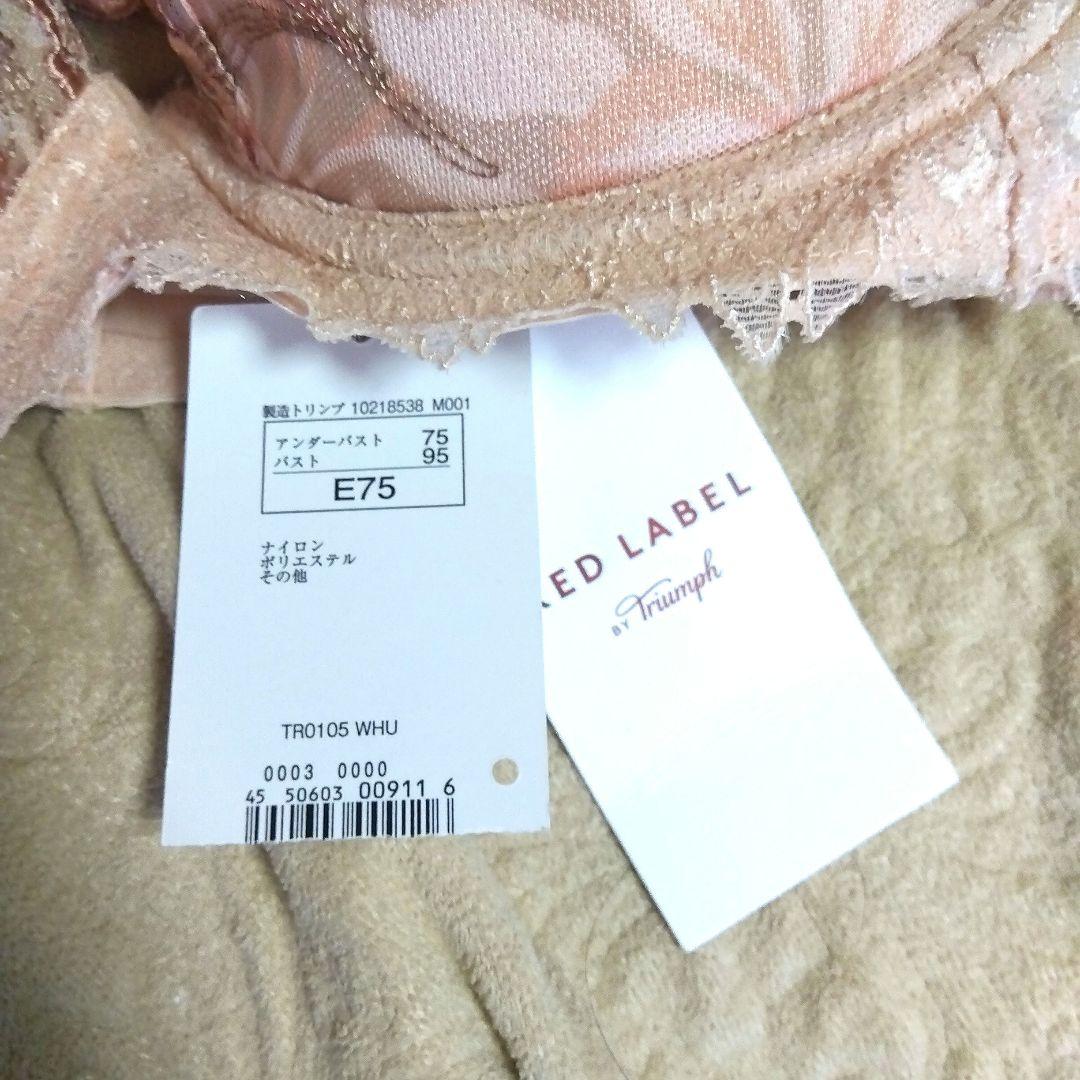 製造トリンプ 10218538 M001
アンダーバスト 75
バスト 95
E75
ナイロン
ポリエステル
その他
TR0105 WHU
0003 0000
45 50603 00911 6
RED LABEL
BY Triumph